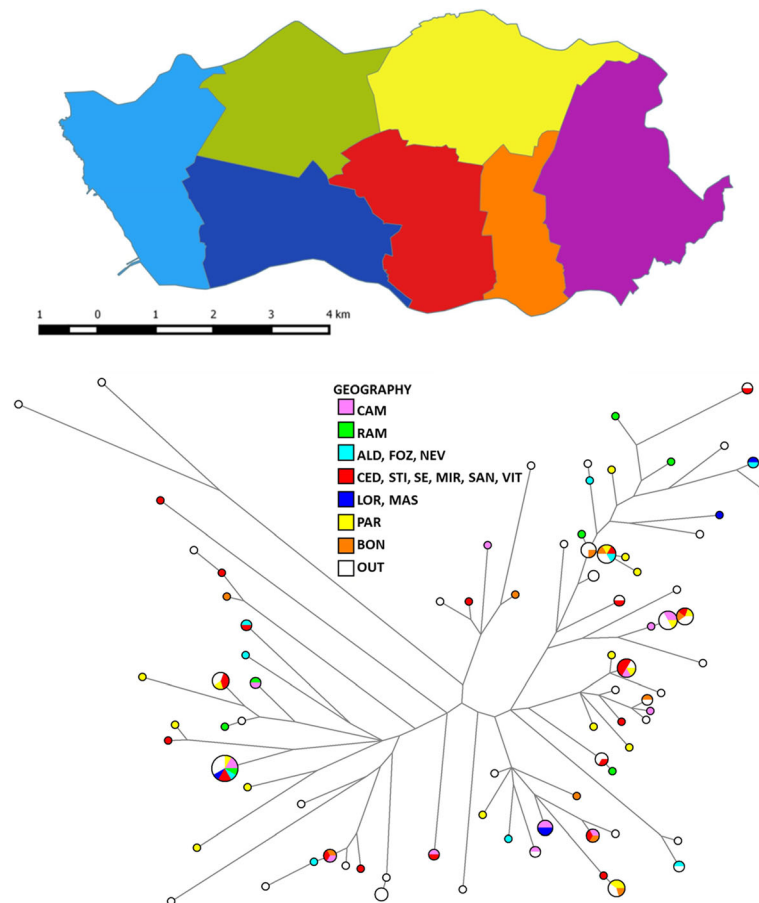 1 0 1 2 3 4 km
GEOGRAPHY
CAM
RAM
ALD, FOZ, NEV
CED, STI, SE, MIR, SAN, VIT
LOR, MAS
PAR
BON
OUT